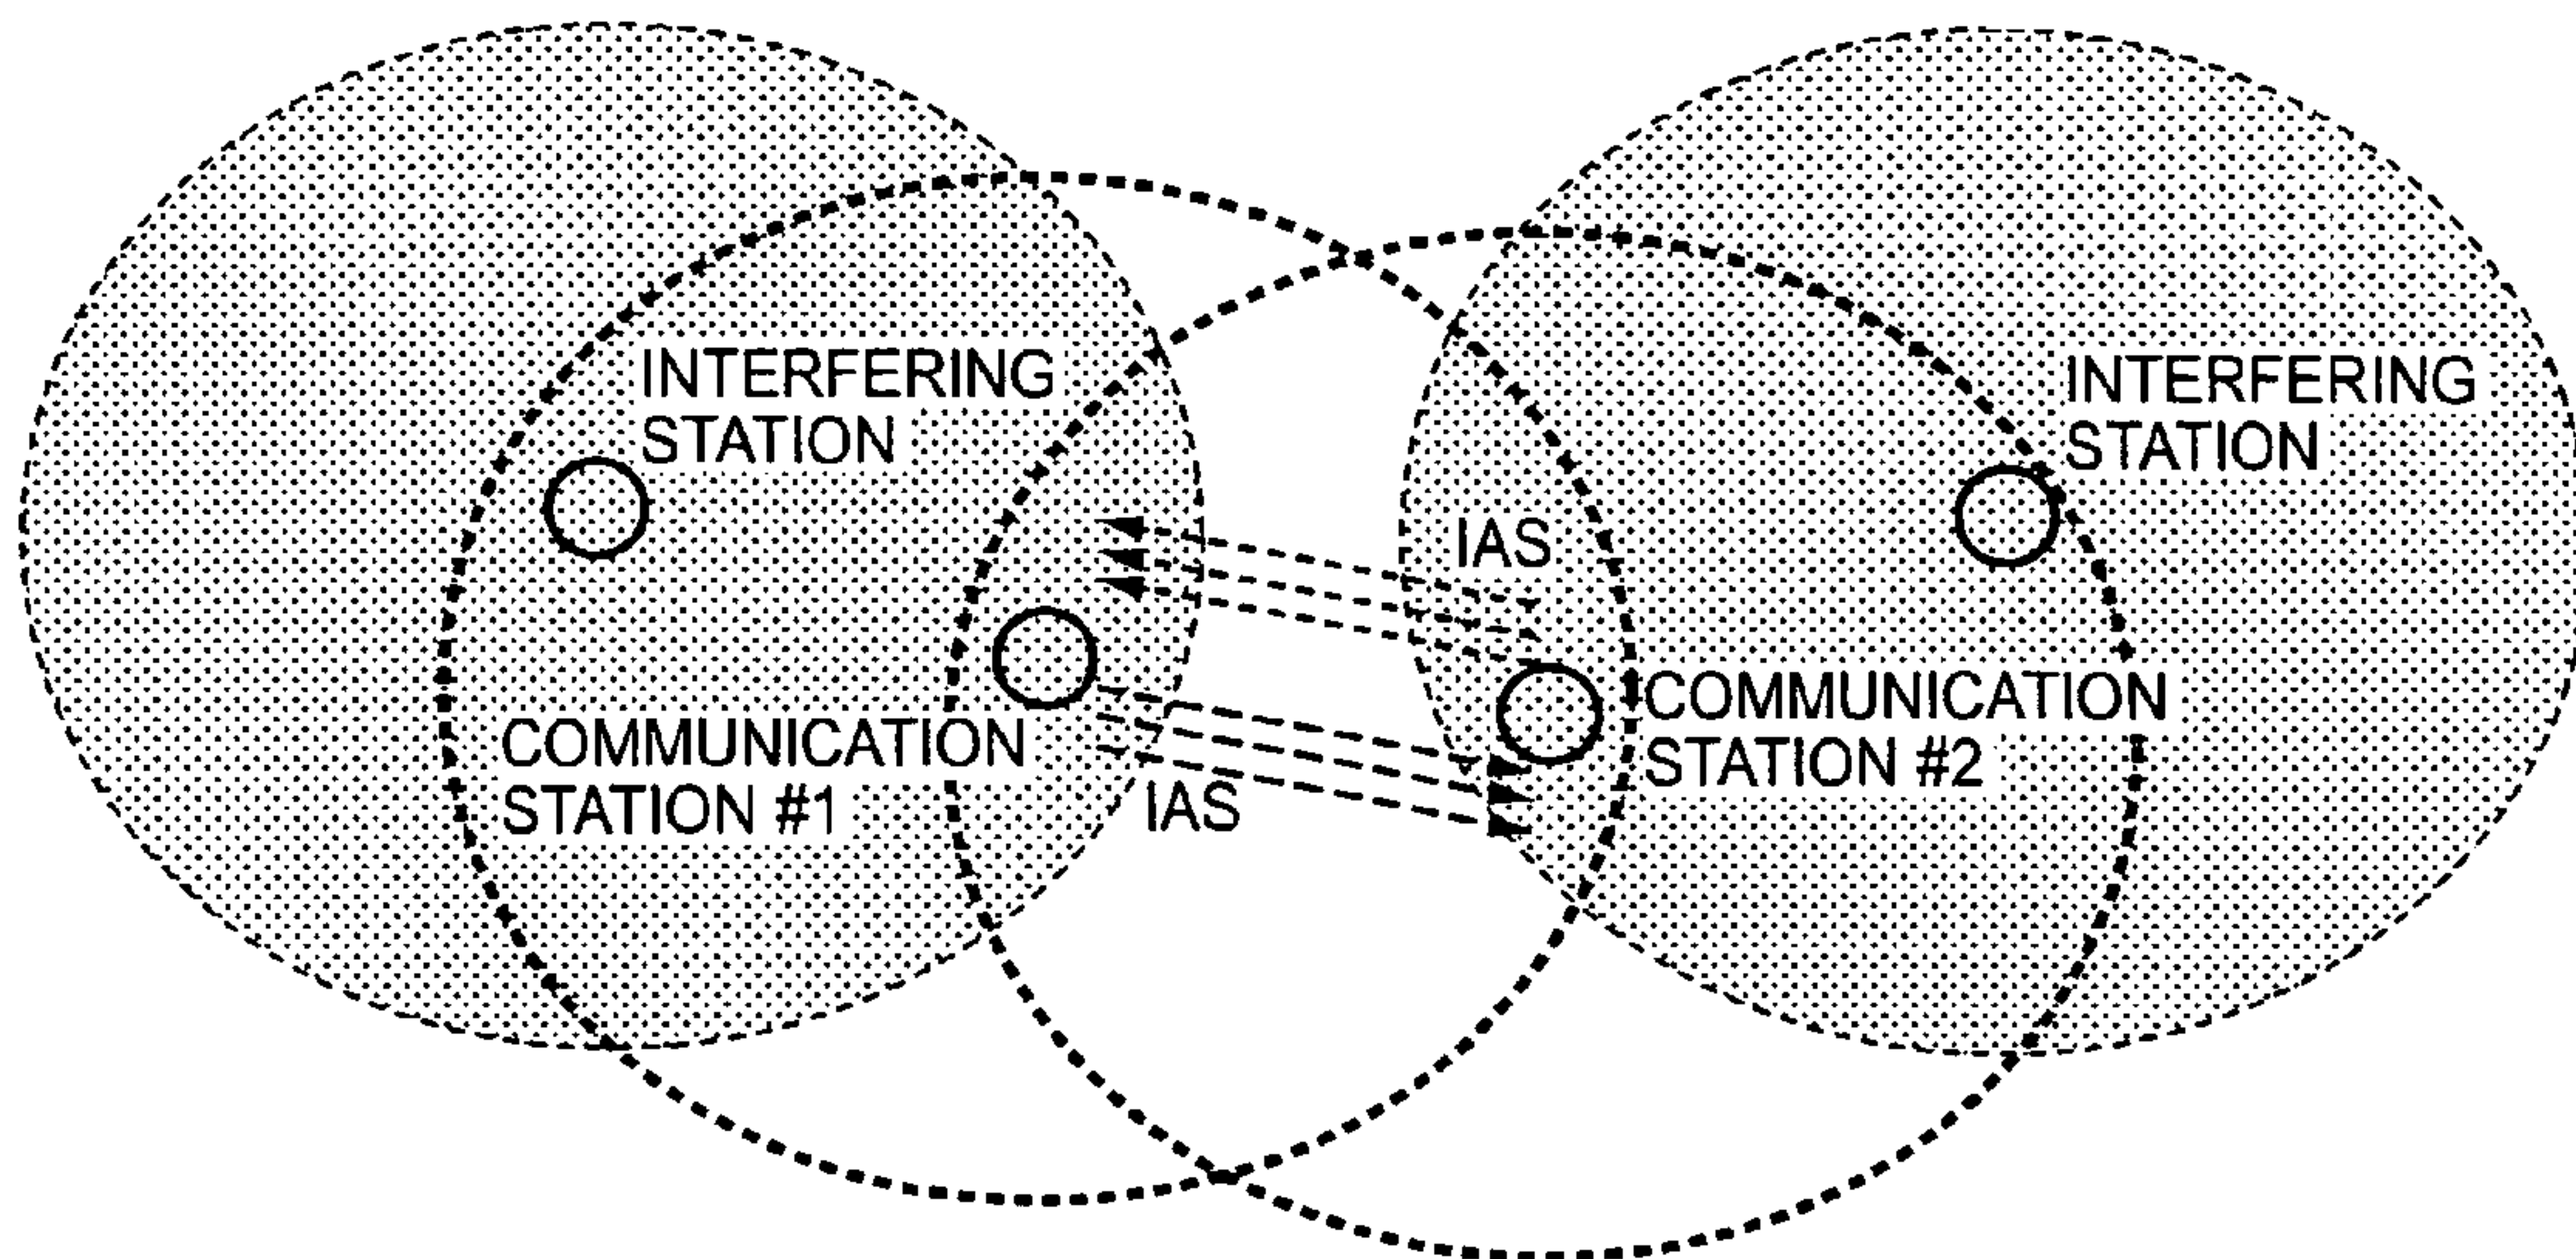 INTERFERING
STATION
INTERFERING
STATION
IAS
COMMUNICATION
STATION #1
IAS
COMMUNICATION
STATION #2